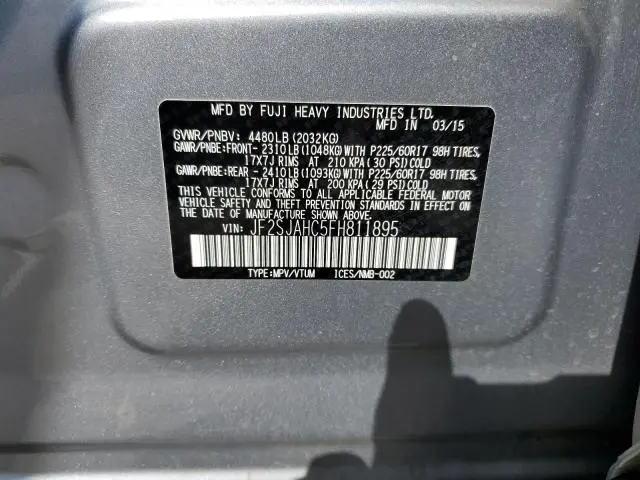 MFD BY FUJI HEAVY INDUSTRIES LTD.
MFD IN 03/15
GVWR/PNBV: 4480LB (2032KG)
GAWR/PNBE:FRONT- 2310LB (1048KG) WITH P225/60R17 98H TIRES,
17X7J RIMS AT 210 KPA (30 PSI) COLD
GAWR/PNBE:REAR - 2410LB (1093KG) WITH P225/60R17 98H TIRES,
17X7J RIMS AT 200 KPA (29 PSI) COLD
THIS VEHICLE CONFORMS TO ALL APPLICABLE FEDERAL MOTOR
VEHICLE SAFETY AND THEFT PREVENTION STANDARDS IN EFFECT
ON THE DATE OF MANUFACTURE SHOWN ABOVE.
VIN: JF2SJAHC5FH811895
TYPE:MPV/VTUM ICES/NMB-002